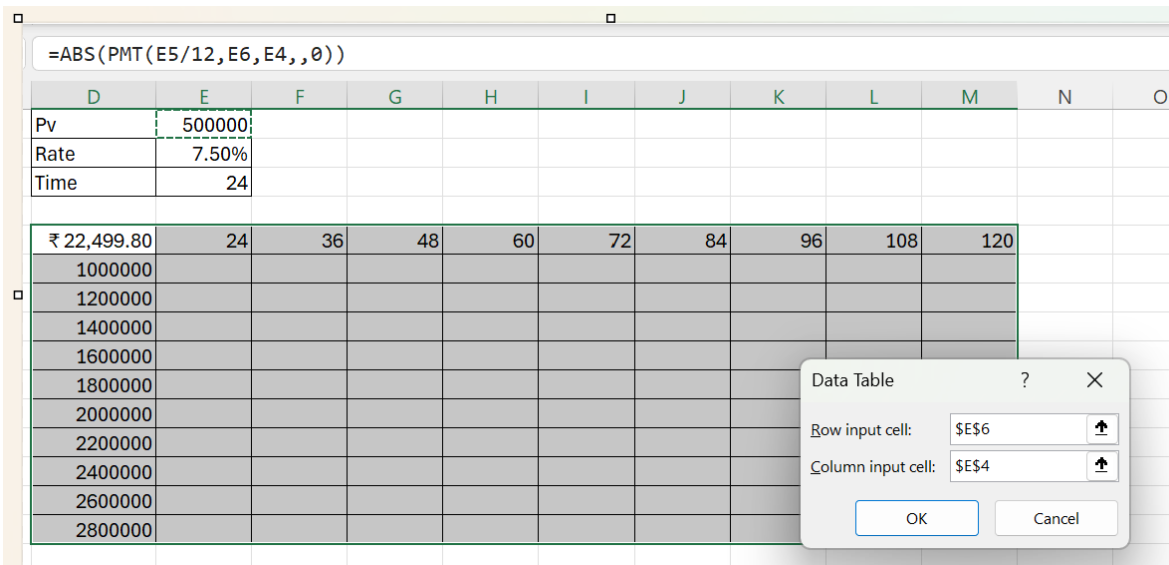 =ABS(PMT(E5/12,E6,E4,,0))
D E F G H I J K L M N O
Pv 500000
Rate 7.50%
Time 24
₹ 22,499.80 24 36 48 60 72 84 96 108 120
1000000
1200000
1400000
1600000
1800000
2000000
2200000
2400000
2600000
2800000
Data Table ? ×
Row input cell: $E$6
Column input cell: $E$4
OK Cancel